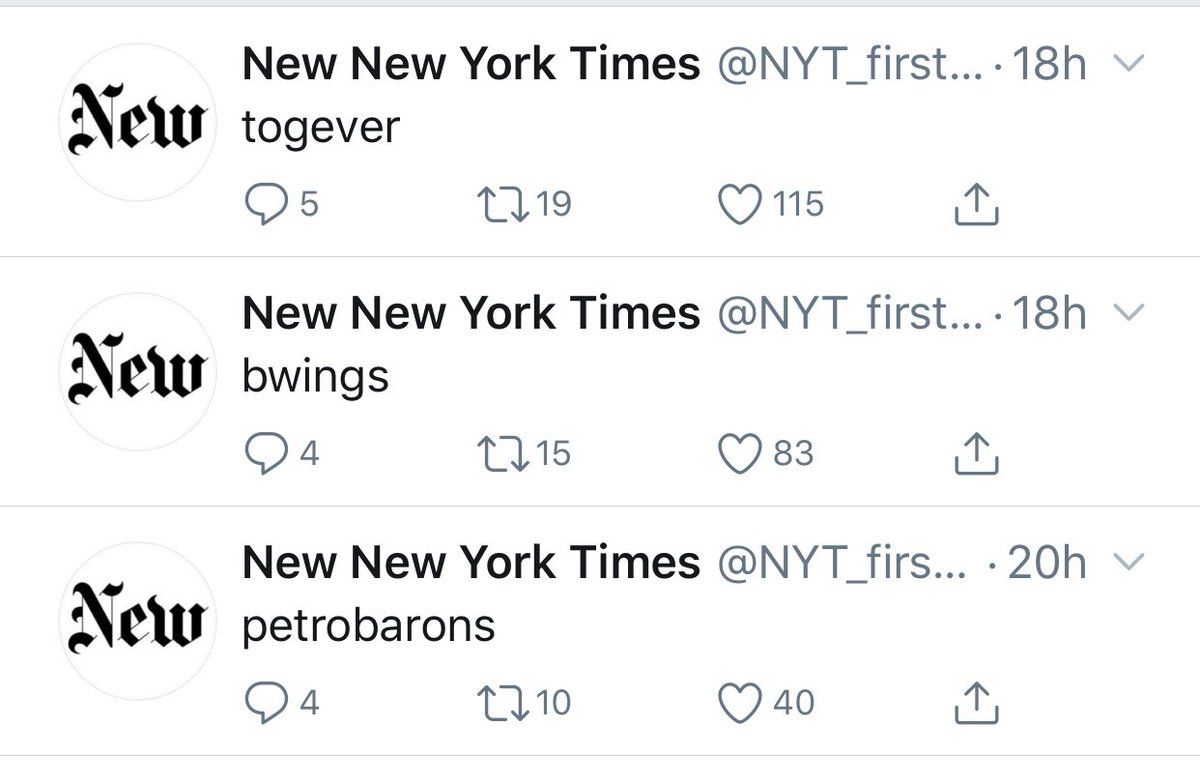 New New York Times @NYT_first... · 18h
New
togever
5 19 115
New New York Times @NYT_first... · 18h
New
bwings
4 15 83
New New York Times @NYT_firs... · 20h
New
petrobarons
4 10 40